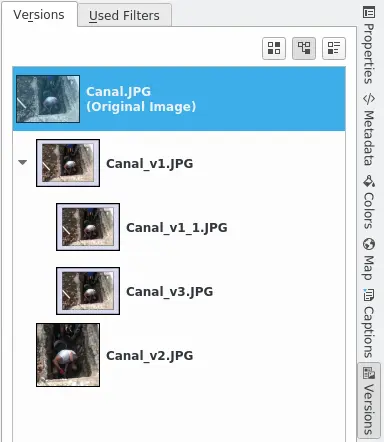 Versions
Used Filters
Canal.JPG
(Original Image)
Canal_v1.JPG
Canal_v1_1.JPG
Canal_v3.JPG
Canal_v2.JPG
Properties
Metadata
Colors
Map
Captions
Versions